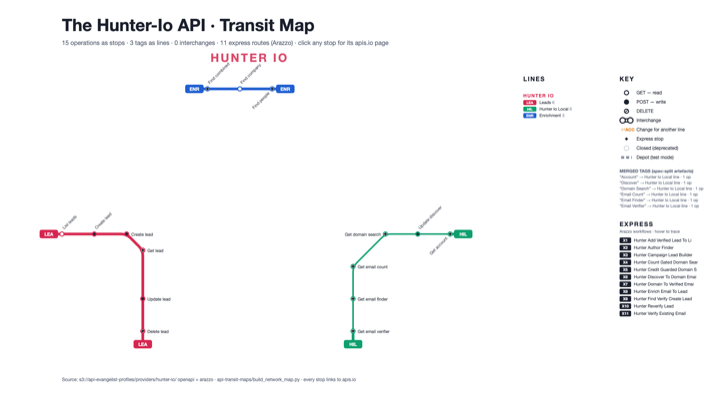 The Hunter-Io API · Transit Map
15 operations as stops · 3 tags as lines · 0 interchanges · 11 express routes (Arazzo) · click any stop for its apis.io page
HUNTER IO
ENR
Find combined
Find company
Find people
ENR
LEA
List leads
Create lead
Create lead
Get lead
Update lead
Delete lead
LEA
Get domain search
Update discover
Get account
HIL
Get email count
Get email finder
Get email verifier
HIL
LINES
HUNTER IO
LEA Leads 6
HIL Hunter Io Local 6
ENR Enrichment 3
KEY
GET — read
POST — write
DELETE
Interchange
Change for another line
Express stop
Closed (deprecated)
Depot (test mode)
MERGED TAGS (spec-split artefacts)
"Account" → Hunter Io Local line · 1 op
"Discover" → Hunter Io Local line · 1 op
"Domain Search" → Hunter Io Local line · 1 op
"Email Count" → Hunter Io Local line · 1 op
"Email Finder" → Hunter Io Local line · 1 op
"Email Verifier" → Hunter Io Local line · 1 op
EXPRESS
Arazzo workflows · hover to trace
X1 Hunter Add Verified Lead To Li
X2 Hunter Author Finder
X3 Hunter Campaign Lead Builder
X4 Hunter Count Gated Domain Sear
X5 Hunter Credit Guarded Domain S
X6 Hunter Discover To Domain Emai
X7 Hunter Domain To Verified Emai
X8 Hunter Enrich Email To Lead
X9 Hunter Find Verify Create Lead
X10 Hunter Reverify Lead
X11 Hunter Verify Existing Email
Source: s3://api-evangelist-profiles/providers/hunter-io/ openapi + arazzo · api-transit-maps/build_network_map.py · every stop links to apis.io